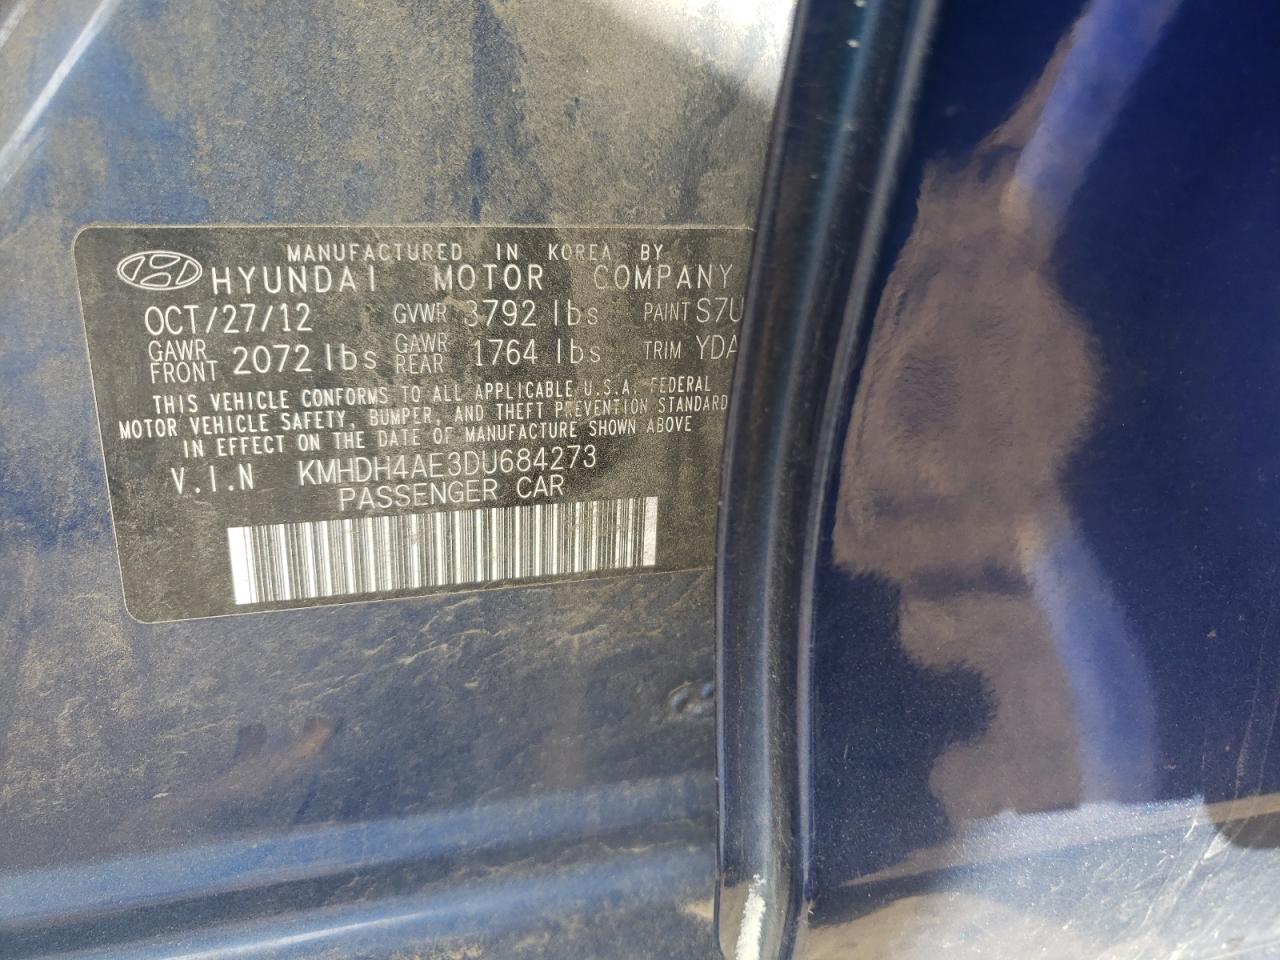 MANUFACTURED IN KOREA BY
HYUNDAI MOTOR COMPANY
OCT/27/12 GVWR 3792 lbs PAINT S7U
GAWR FRONT 2072 lbs GAWR REAR 1764 lbs TRIM YDA
THIS VEHICLE CONFORMS TO ALL APPLICABLE U.S.A. FEDERAL
MOTOR VEHICLE SAFETY, BUMPER, AND THEFT PREVENTION STANDARD
IN EFFECT ON THE DATE OF MANUFACTURE SHOWN ABOVE
V.I.N KMHDH4AE3DU684273
PASSENGER CAR